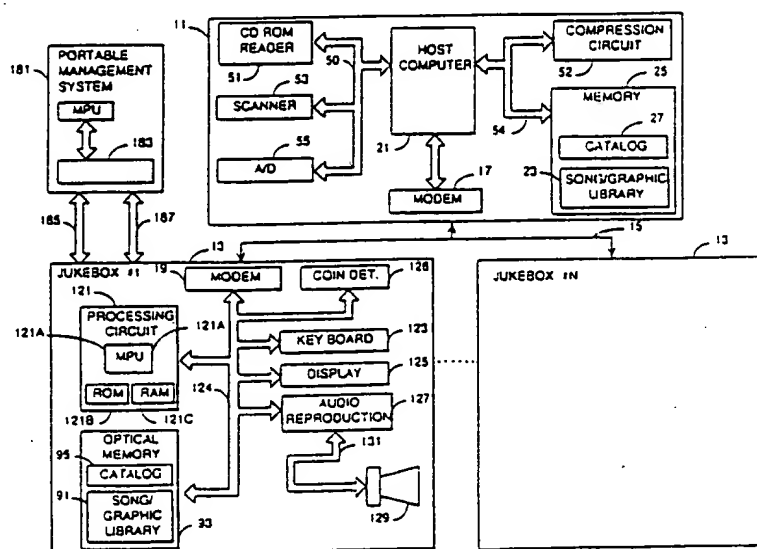 181
PORTABLE
MANAGEMENT
SYSTEM
MPU
183
185
187
11
CD ROM
READER
51
50
53
SCANNER
55
A/D
HOST
COMPUTER
21
17
MODEM
COMPRESSION
CIRCUIT
52
25
MEMORY
54
27
CATALOG
23
SONG/GRAPHIC
LIBRARY
15
13
JUKEBOX #1
19
MODEM
COIN DET.
126
121
PROCESSING
CIRCUIT
121A
121A
MPU
ROM
RAM
121B
121C
124
KEY BOARD
123
DISPLAY
125
AUDIO
REPRODUCTION
127
131
129
OPTICAL
MEMORY
95
CATALOG
91
SONG/
GRAPHIC
LIBRARY
93
13
JUKEBOX #N